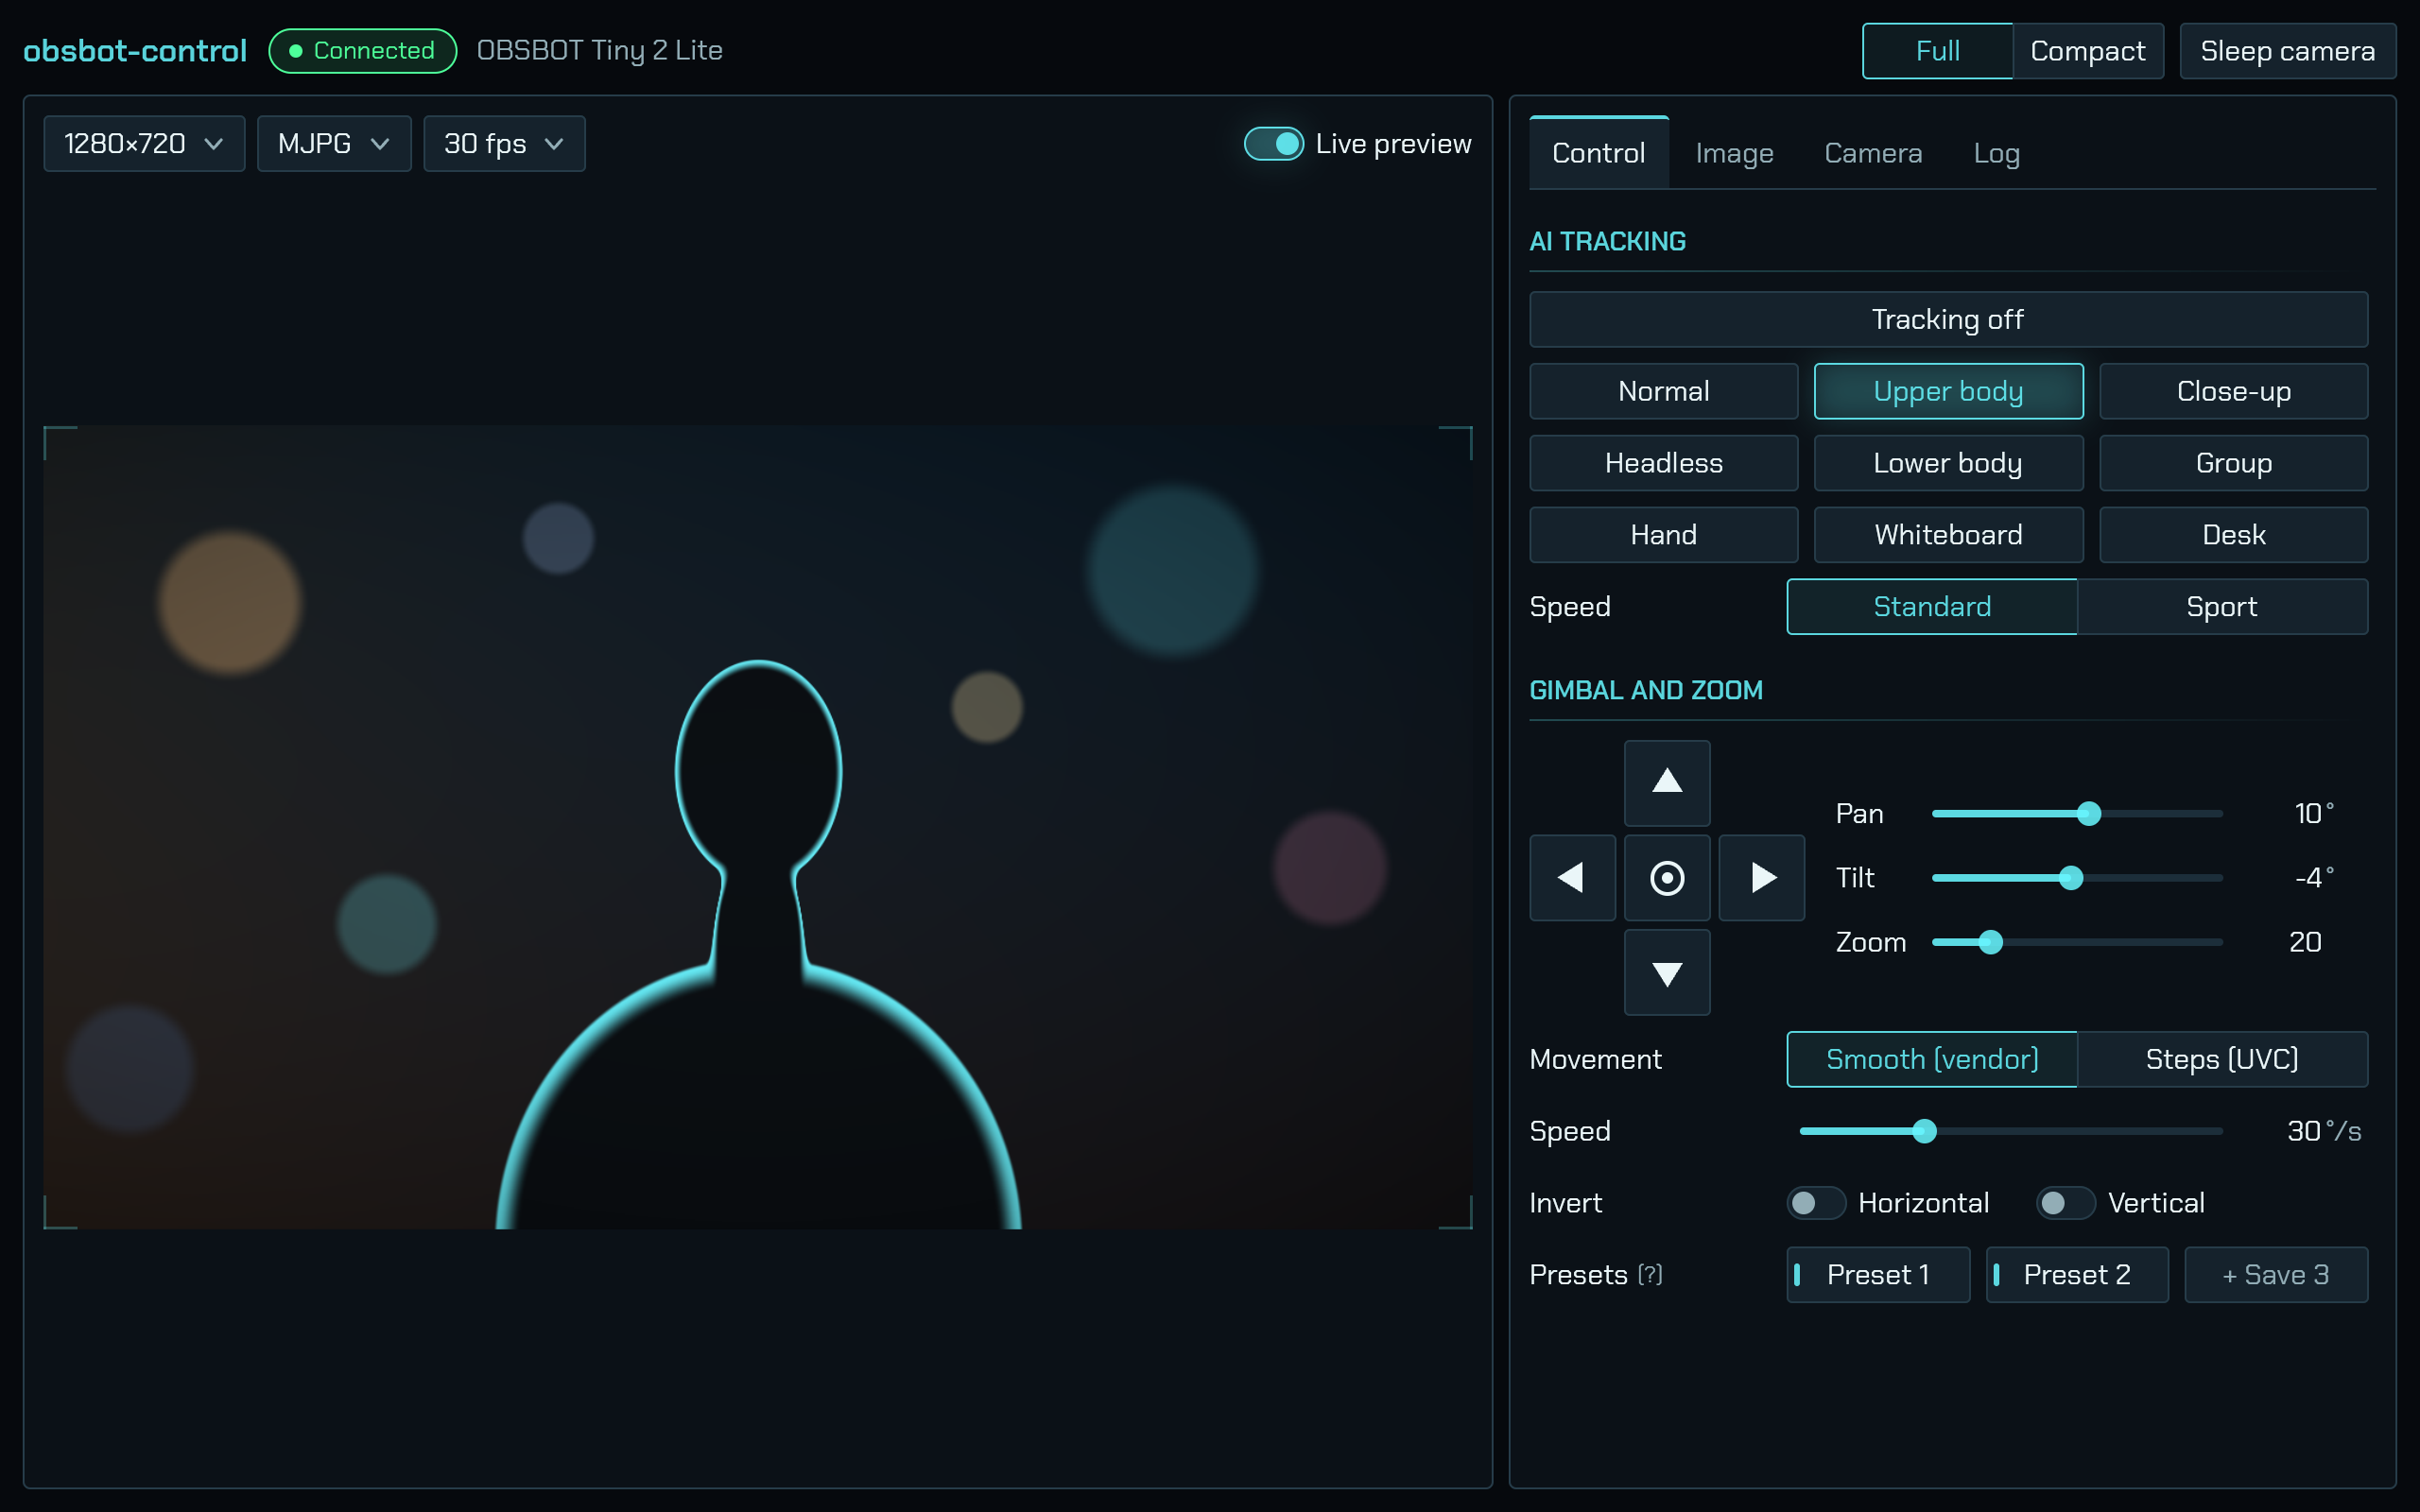 obsbot-control Connected OBSBOT Tiny 2 Lite Full Compact Sleep camera
1280×720 MJPG 30 fps Live preview
Control Image Camera Log
AI TRACKING
Tracking off
Normal Upper body Close-up
Headless Lower body Group
Hand Whiteboard Desk
Speed Standard Sport
GIMBAL AND ZOOM
Pan 10°
Tilt -4°
Zoom 20
Movement Smooth (vendor) Steps (UVC)
Speed 30°/s
Invert Horizontal Vertical
Presets (?) Preset 1 Preset 2 + Save 3